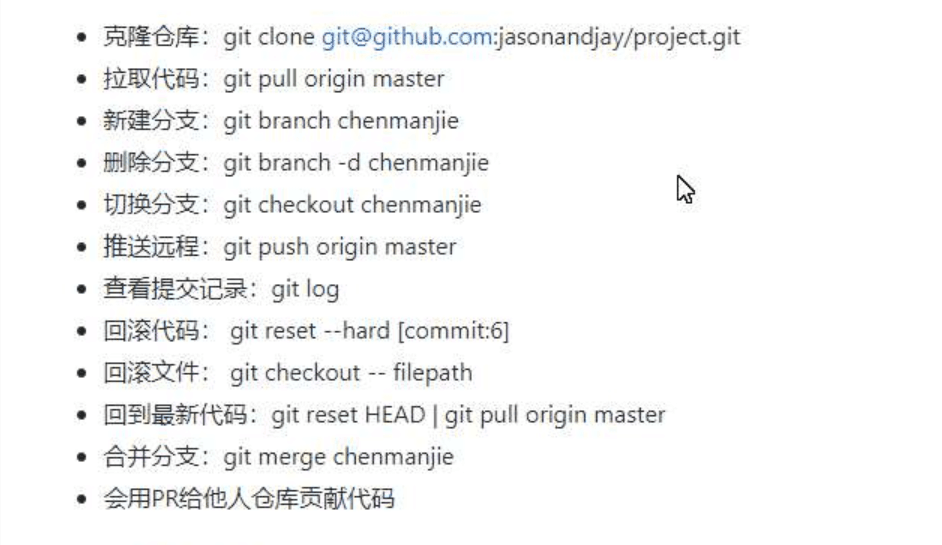 克隆仓库：git clone git@github.com:jasonandjay/project.git
拉取代码：git pull origin master
新建分支：git branch chenmanjie
删除分支：git branch -d chenmanjie
切换分支：git checkout chenmanjie
推送远程：git push origin master
查看提交记录：git log
回滚代码： git reset --hard [commit:6]
回滚文件： git checkout -- filepath
回到最新代码：git reset HEAD | git pull origin master
合并分支：git merge chenmanjie
会用PR给他人仓库贡献代码